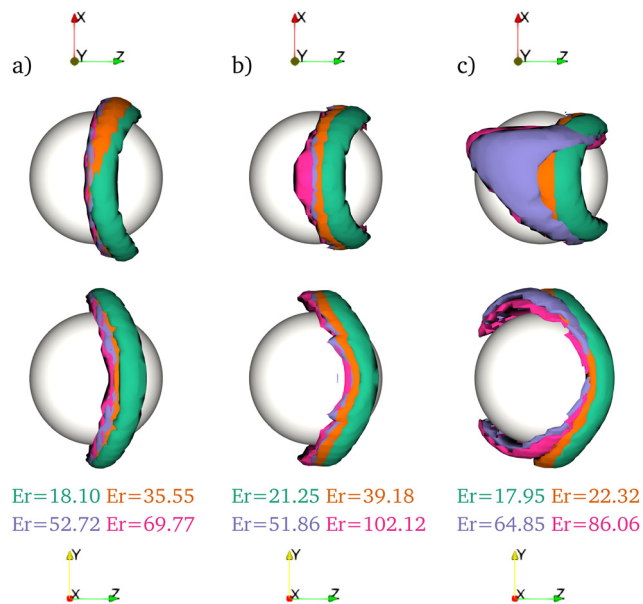 X X X
Y Z Y Z Y Z
a) b) c)
Er=18.10 Er=35.55 Er=21.25 Er=39.18 Er=17.95 Er=22.32
Er=52.72 Er=69.77 Er=51.86 Er=102.12 Er=64.85 Er=86.06
Y Y Y
X Z X Z X Z